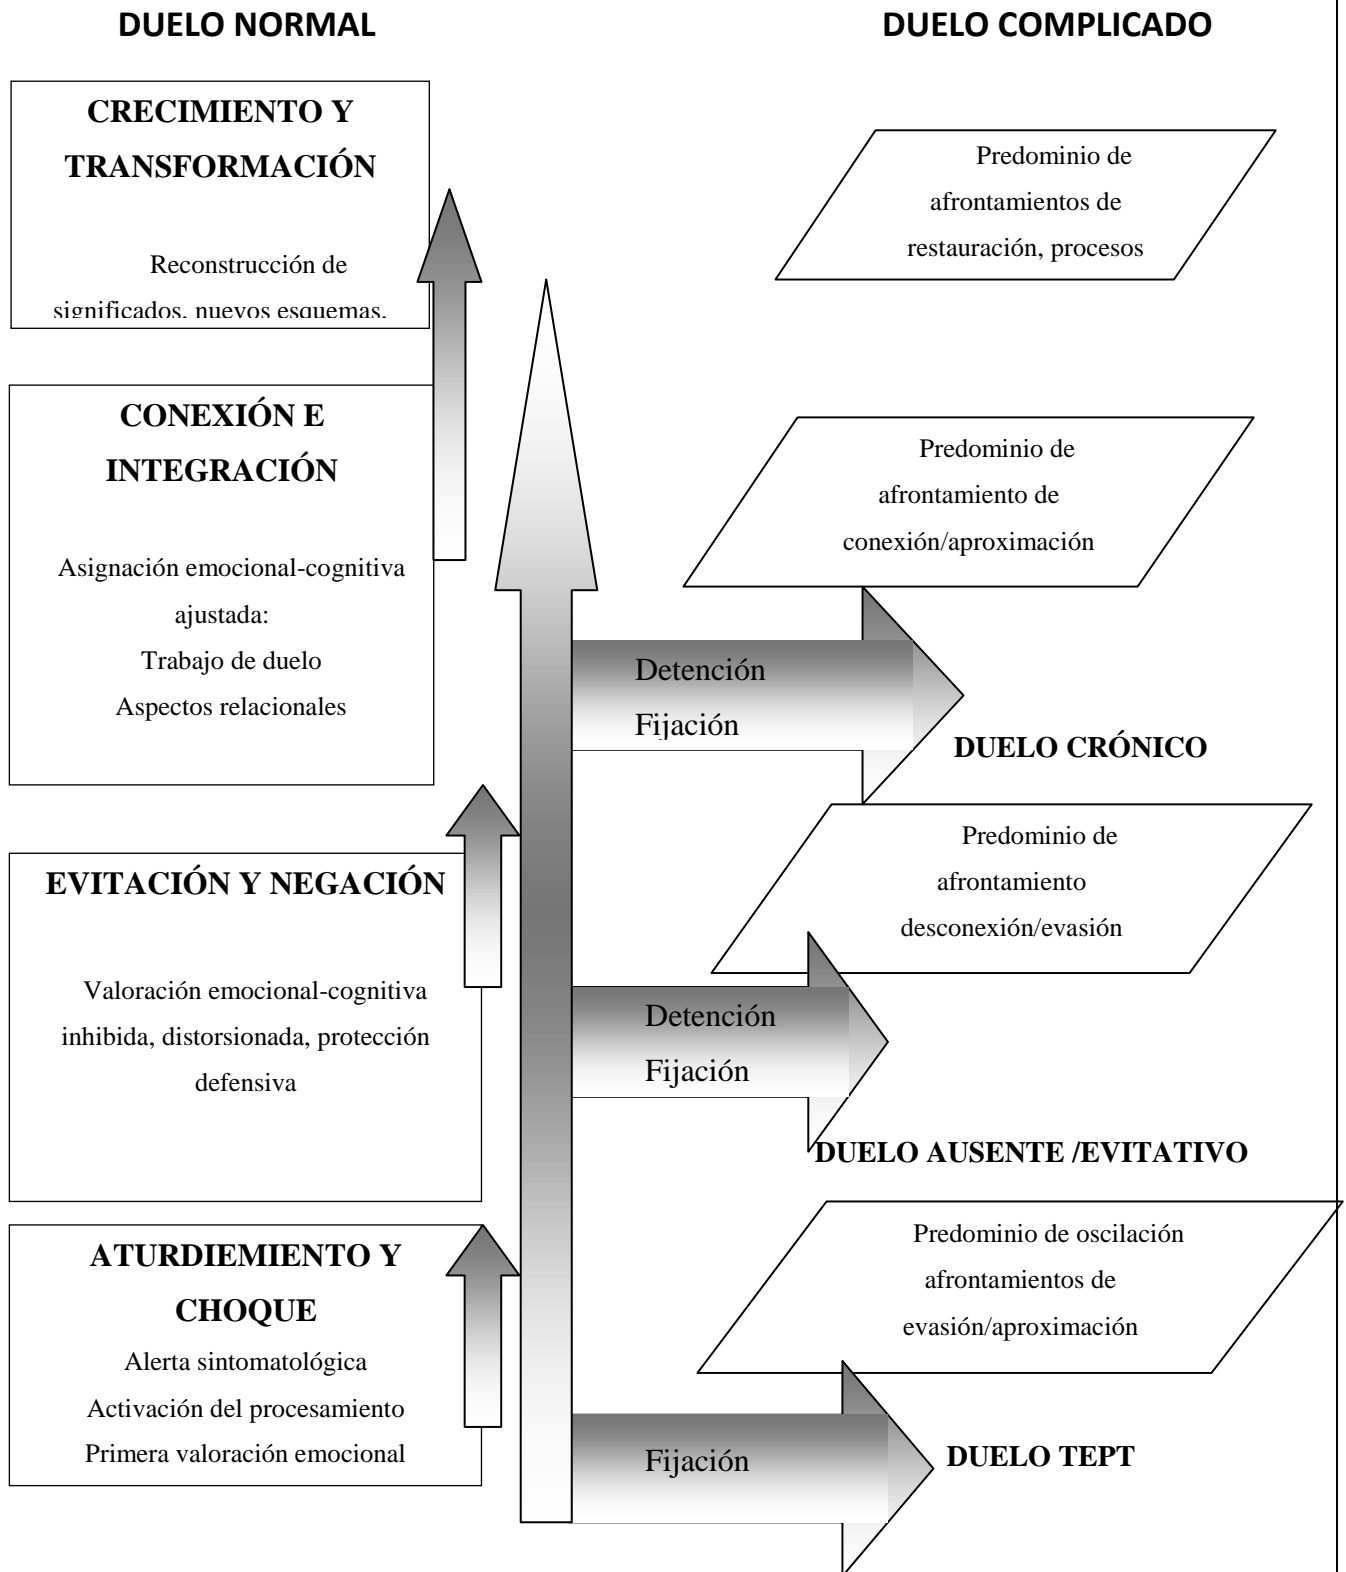 DUELO NORMAL
DUELO COMPLICADO
CRECIMIENTO Y
TRANSFORMACIÓN
Reconstrucción de
significados, nuevos esquemas,
Predominio de
afrontamientos de
restauración, procesos
CONEXIÓN E
INTEGRACIÓN
Asignación emocional-cognitiva
ajustada:
Trabajo de duelo
Aspectos relacionales
Predominio de
afrontamiento de
conexión/aproximación
Detención
Fijación
DUELO CRÓNICO
EVITACIÓN Y NEGACIÓN
Valoración emocional-cognitiva
inhibida, distorsionada, protección
defensiva
Predominio de
afrontamiento
desconexión/evasión
Detención
Fijación
DUELO AUSENTE /EVITATIVO
ATURDIEMIENTO Y
CHOQUE
Alerta sintomatológica
Activación del procesamiento
Primera valoración emocional
Predominio de oscilación
afrontamientos de
evasión/aproximación
Fijación
DUELO TEPT